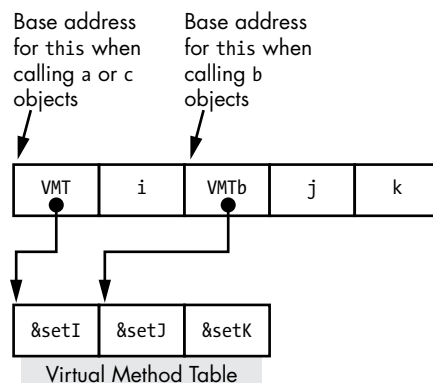 Base address
for this when
calling a or c
objects
Base address
for this when
calling b
objects
VMT i VMTb j k
&setI &setJ &setK
Virtual Method Table